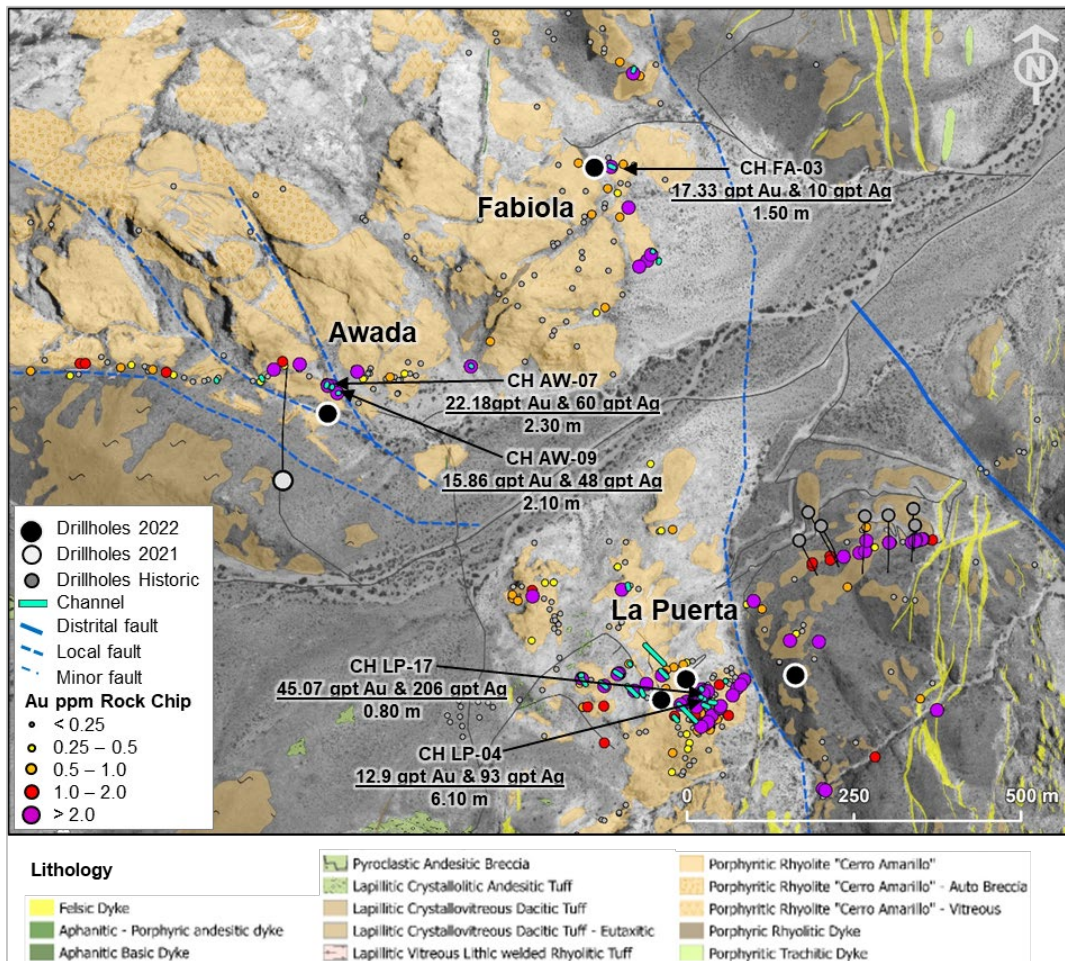 N
CH FA-03
17.33 gpt Au & 10 gpt Ag
1.50 m
Fabiola
Awada
CH AW-07
22.18gpt Au & 60 gpt Ag
2.30 m
CH AW-09
15.86 gpt Au & 48 gpt Ag
2.10 m
La Puerta
CH LP-17
45.07 gpt Au & 206 gpt Ag
0.80 m
CH LP-04
12.9 gpt Au & 93 gpt Ag
6.10 m
0 250 500 m
Drillholes 2022
Drillholes 2021
Drillholes Historic
Channel
Distrital fault
Local fault
Minor fault
Au ppm Rock Chip
< 0.25
0.25 – 0.5
0.5 – 1.0
1.0 – 2.0
> 2.0
Lithology
Felsic Dyke
Aphanitic - Porphyric andesitic dyke
Aphanitic Basic Dyke
Pyroclastic Andesitic Breccia
Lapillitic Crystallolitic Andesitic Tuff
Lapillitic Crystallovitreous Dacitic Tuff
Lapillitic Crystallovitreous Dacitic Tuff - Eutaxitic
Lapillitic Vitreous Lithic welded Rhyolitic Tuff
Porphyritic Rhyolite "Cerro Amarillo"
Porphyritic Rhyolite "Cerro Amarillo" - Auto Breccia
Porphyritic Rhyolite "Cerro Amarillo" - Vitreous
Porphyric Rhyolitic Dyke
Porphyritic Trachitic Dyke